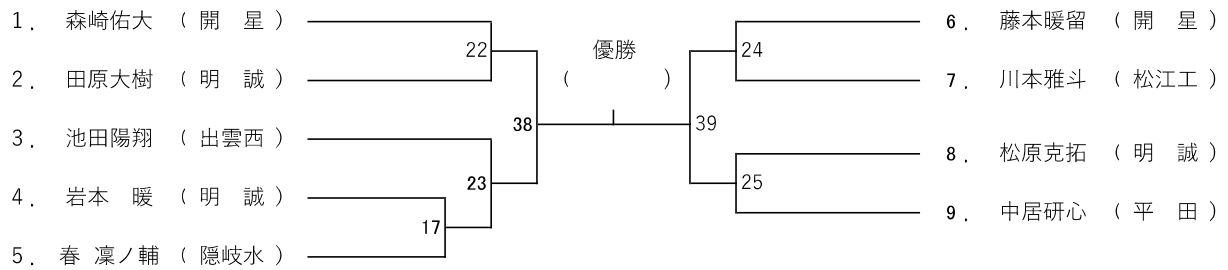 1． 森崎佑大 （ 開　星 ）
22
2． 田原大樹 （ 明　誠 ）
38
3． 池田陽翔 （ 出雲西 ）
23
4． 岩本　暖 （ 明　誠 ）
17
5． 春 凜ノ輔 （ 隠岐水 ）
優勝
（　　　）
6． 藤本暖留 （ 開　星 ）
24
7． 川本雅斗 （ 松江工 ）
39
8． 松原克拓 （ 明　誠 ）
25
9． 中居研心 （ 平　田 ）